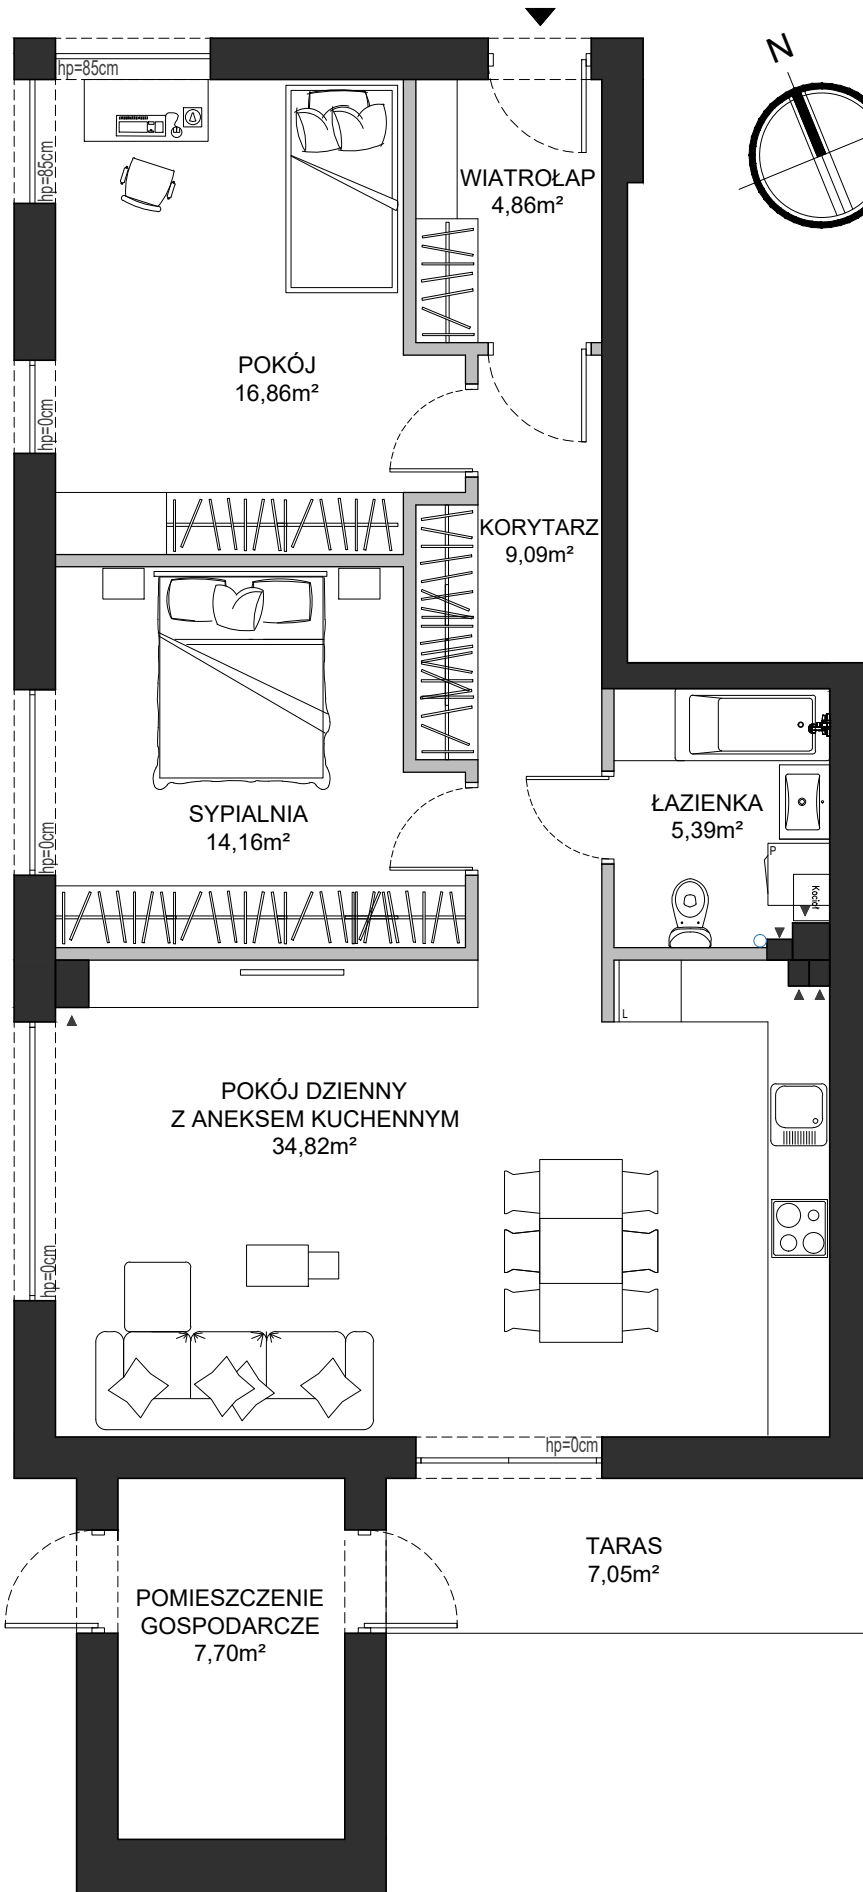 N
hp=85cm
hp=85cm
WIATROŁAP
4,86m²
POKÓJ
16,86m²
hp=0cm
KORYTARZ
9,09m²
SYPIALNIA
14,16m²
hp=0cm
ŁAZIENKA
5,39m²
P
Kocioł
L
POKÓJ DZIENNY
Z ANEKSEM KUCHENNYM
34,82m²
hp=0cm
hp=0cm
TARAS
7,05m²
POMIESZCZENIE
GOSPODARCZE
7,70m²